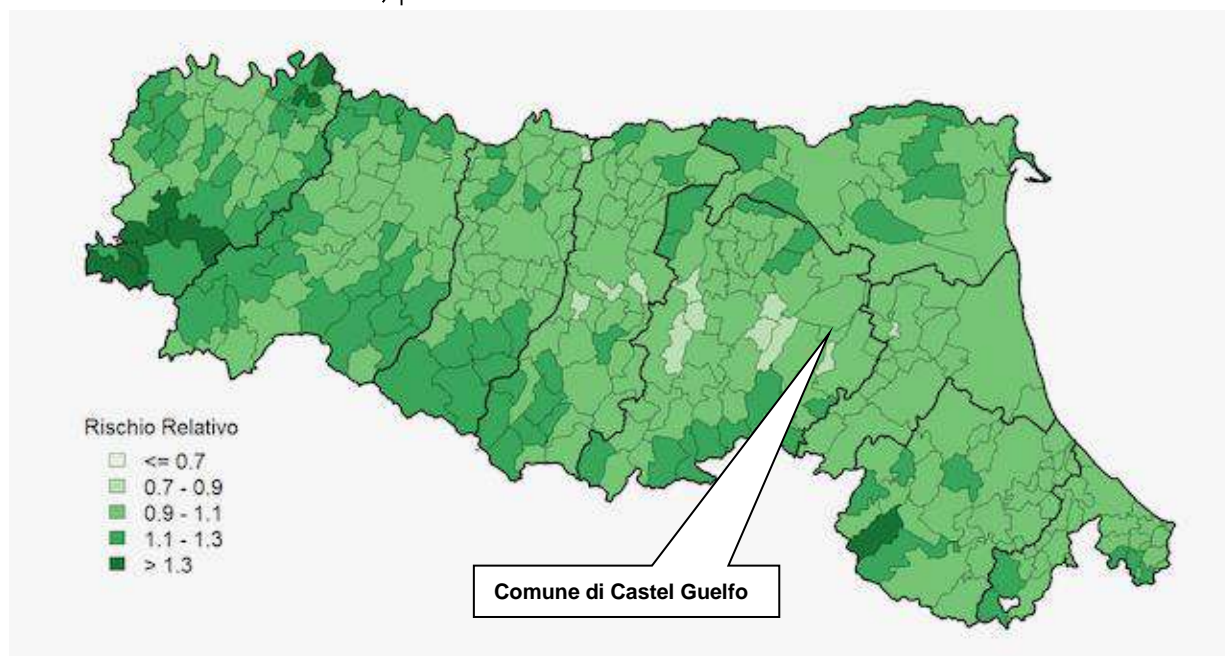 Rischio Relativo
<= 0.7
0.7 - 0.9
0.9 - 1.1
1.1 - 1.3
> 1.3
Comune di Castel Guelfo